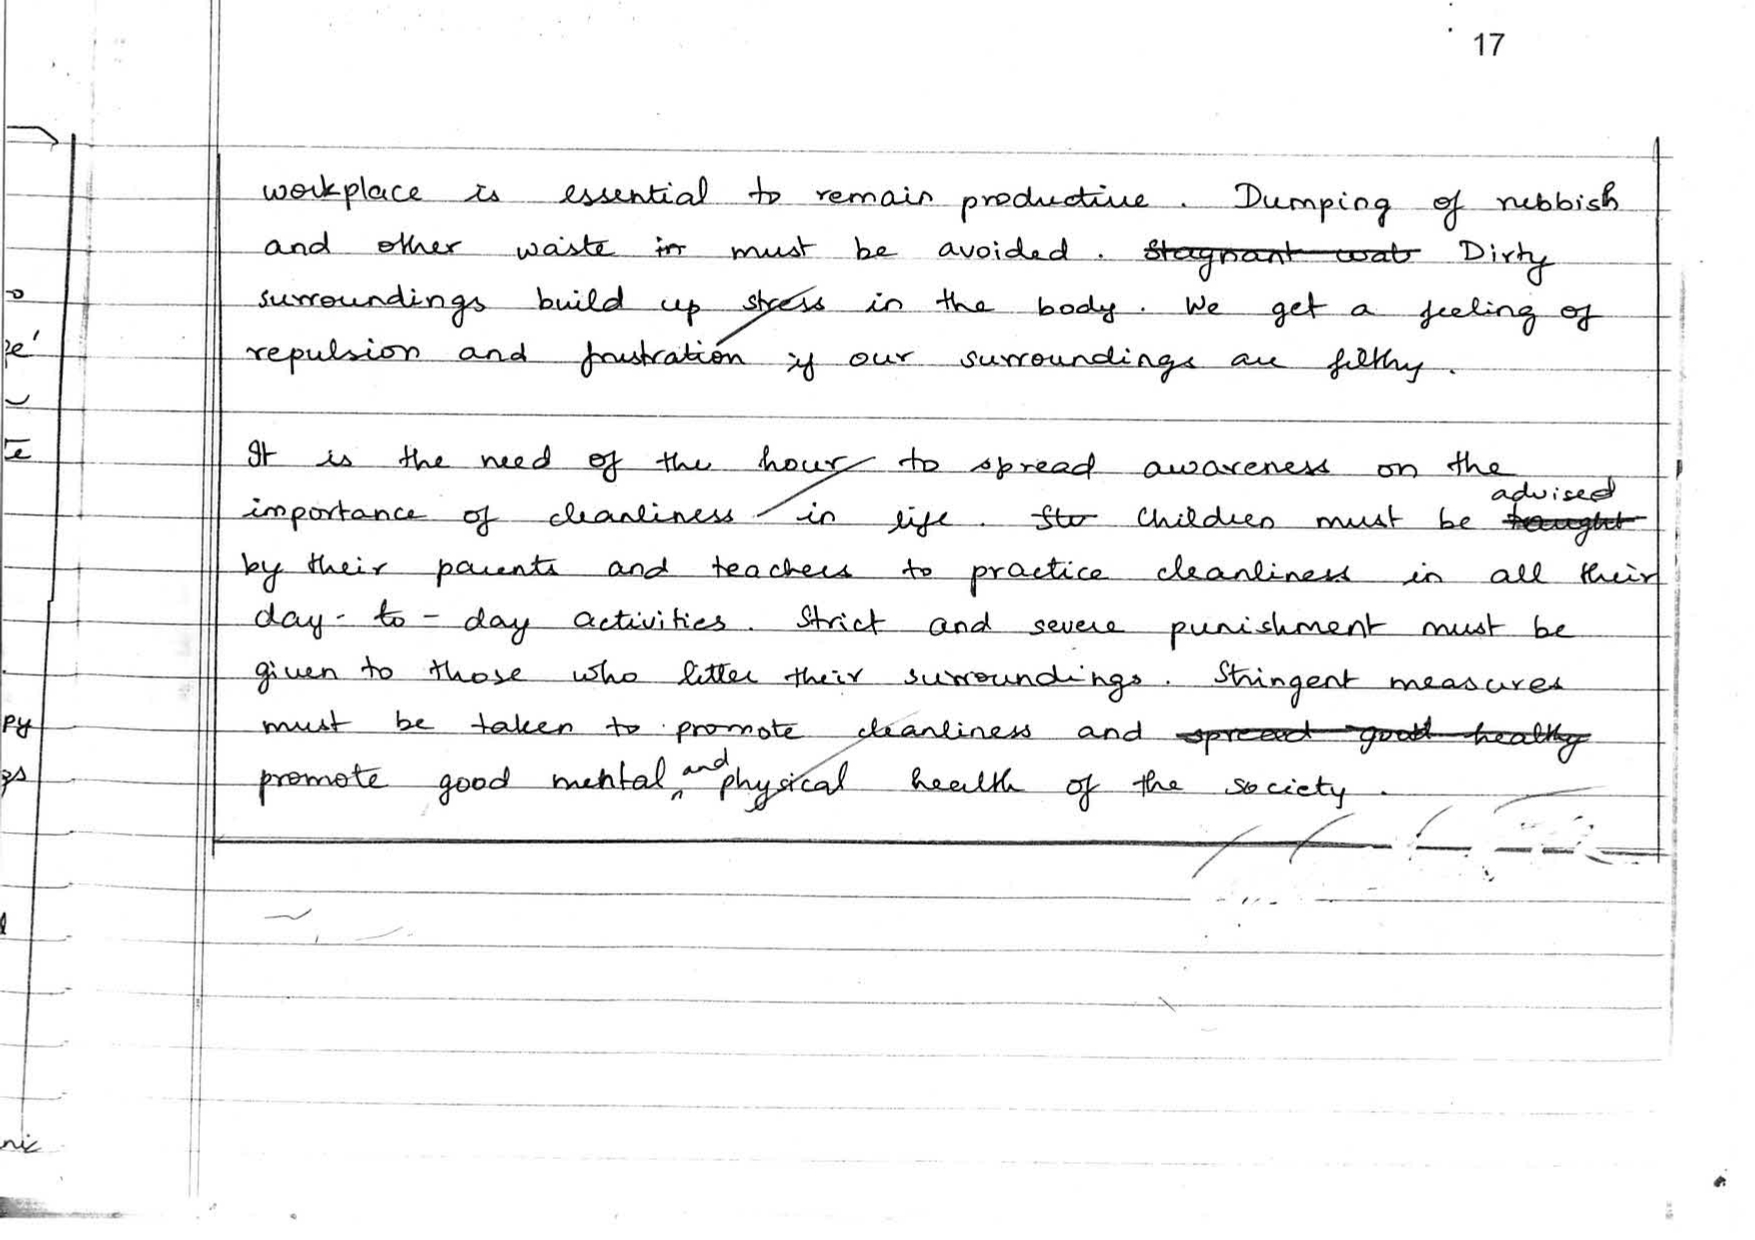 17
workplace is essential to remain productive. Dumping of rubbish
and other waste in must be avoided. Stagnant wat Dirty
surroundings build up stress in the body. We get a feeling of
repulsion and frustration if our surroundings are filthy.
It is the need of the hour to spread awareness on the
importance of cleanliness in life. Sto Children must be taught advised
by their parents and teachers to practice cleanliness in all their
day-to-day activities. Strict and severe punishment must be
given to those who litter their surroundings. Stringent measures
must be taken to promote cleanliness and spread good healthy
promote good mental and physical health of the society.